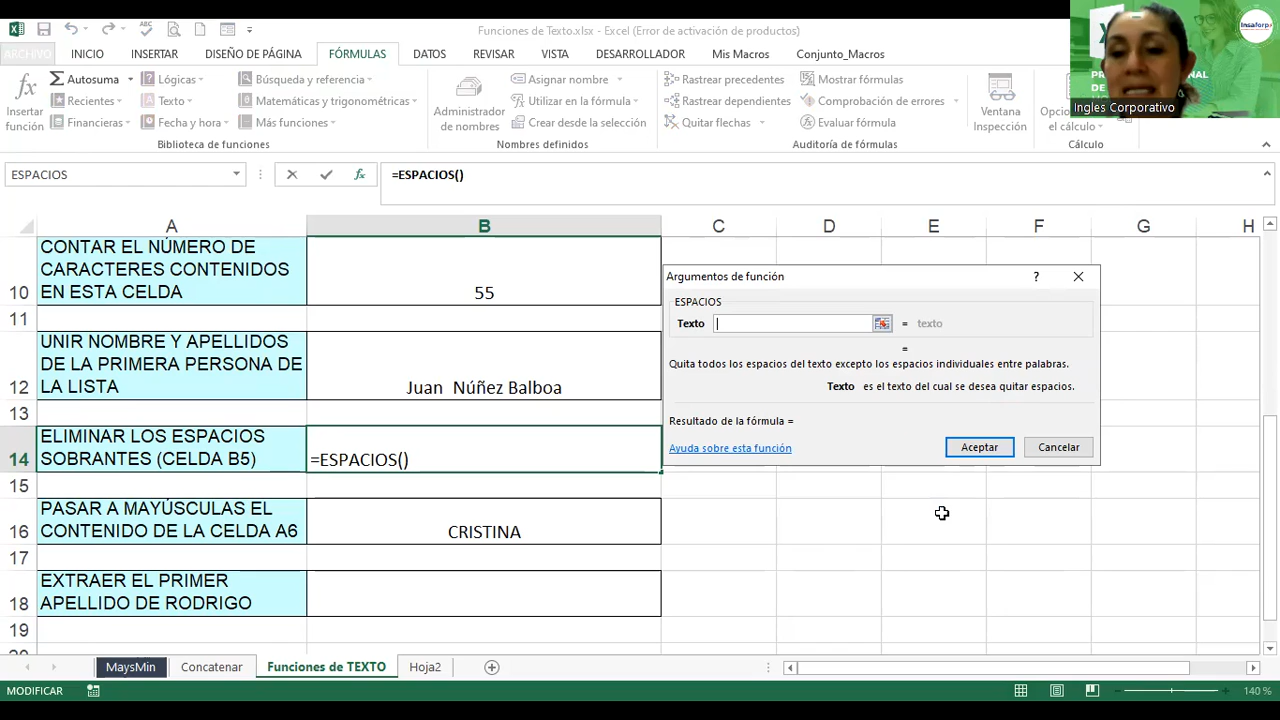 Funciones de Texto.xlsx - Excel (Error de activación de productos)
ARCHIVO INICIO INSERTAR DISEÑO DE PÁGINA FÓRMULAS DATOS REVISAR VISTA DESARROLLADOR Mis Macros Conjunto_Macros
Insertar función
Autosuma
Recientes
Financieras
Lógicas
Texto
Fecha y hora
Búsqueda y referencia
Matemáticas y trigonométricas
Más funciones
Biblioteca de funciones
Administrador de nombres
Asignar nombre
Utilizar en la fórmula
Crear desde la selección
Nombres definidos
Rastrear precedentes
Rastrear dependientes
Quitar flechas
Mostrar fórmulas
Comprobación de errores
Evaluar fórmula
Auditoría de fórmulas
Ventana Inspección
el cálculo
Cálculo
Insaforp
Ingles Corporativo
ESPACIOS
fx
=ESPACIOS()
A B C D E F G H
10
CONTAR EL NÚMERO DE
CARACTERES CONTENIDOS
EN ESTA CELDA
55
11
12
UNIR NOMBRE Y APELLIDOS
DE LA PRIMERA PERSONA DE
LA LISTA
Juan  Núñez Balboa
13
14
ELIMINAR LOS ESPACIOS
SOBRANTES (CELDA B5)
=ESPACIOS()
15
16
PASAR A MAYÚSCULAS EL
CONTENIDO DE LA CELDA A6
CRISTINA
17
18
EXTRAER EL PRIMER
APELLIDO DE RODRIGO
19
Argumentos de función ?
ESPACIOS
Texto = texto
=
Quita todos los espacios del texto excepto los espacios individuales entre palabras.
Texto es el texto del cual se desea quitar espacios.
Resultado de la fórmula =
Ayuda sobre esta función
Aceptar
Cancelar
MaysMin Concatenar Funciones de TEXTO Hoja2
MODIFICAR
140 %